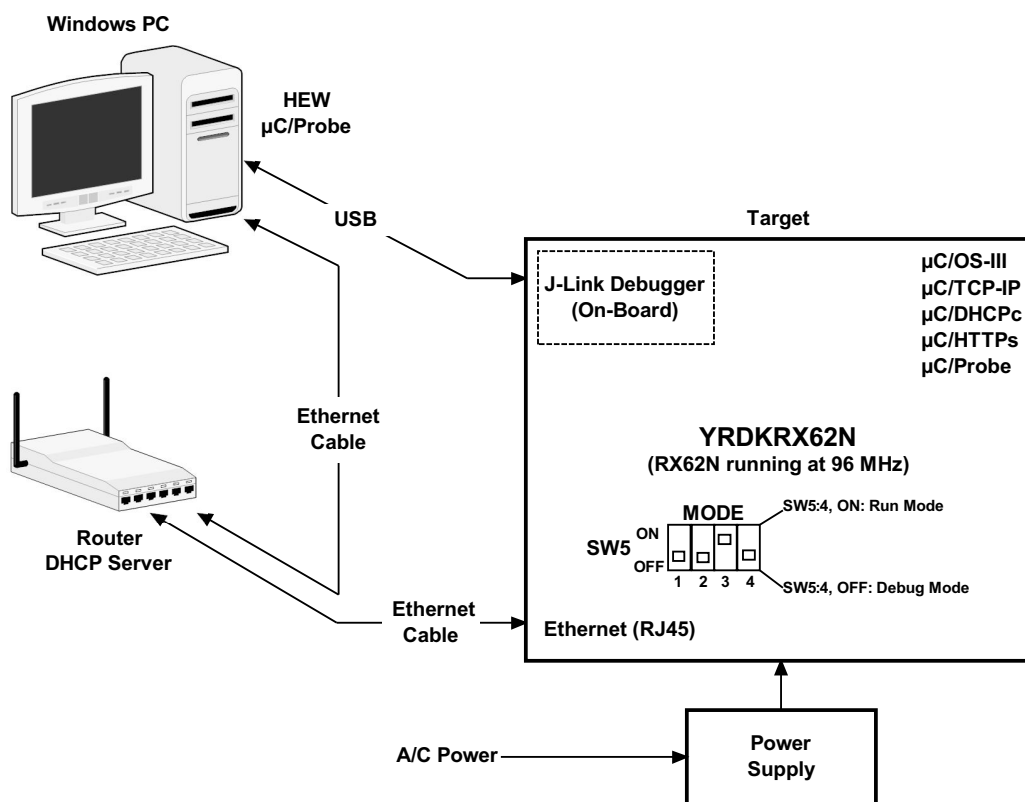 Windows PC
HEW
µC/Probe
USB
Target
J-Link Debugger
(On-Board)
µC/OS-III
µC/TCP-IP
µC/DHCPc
µC/HTTPs
µC/Probe
Ethernet
Cable
YRDKRX62N
(RX62N running at 96 MHz)
MODE
SW5:4, ON: Run Mode
ON
SW5
OFF
1 2 3 4
SW5:4, OFF: Debug Mode
Router
DHCP Server
Ethernet
Cable
Ethernet (RJ45)
A/C Power
Power
Supply